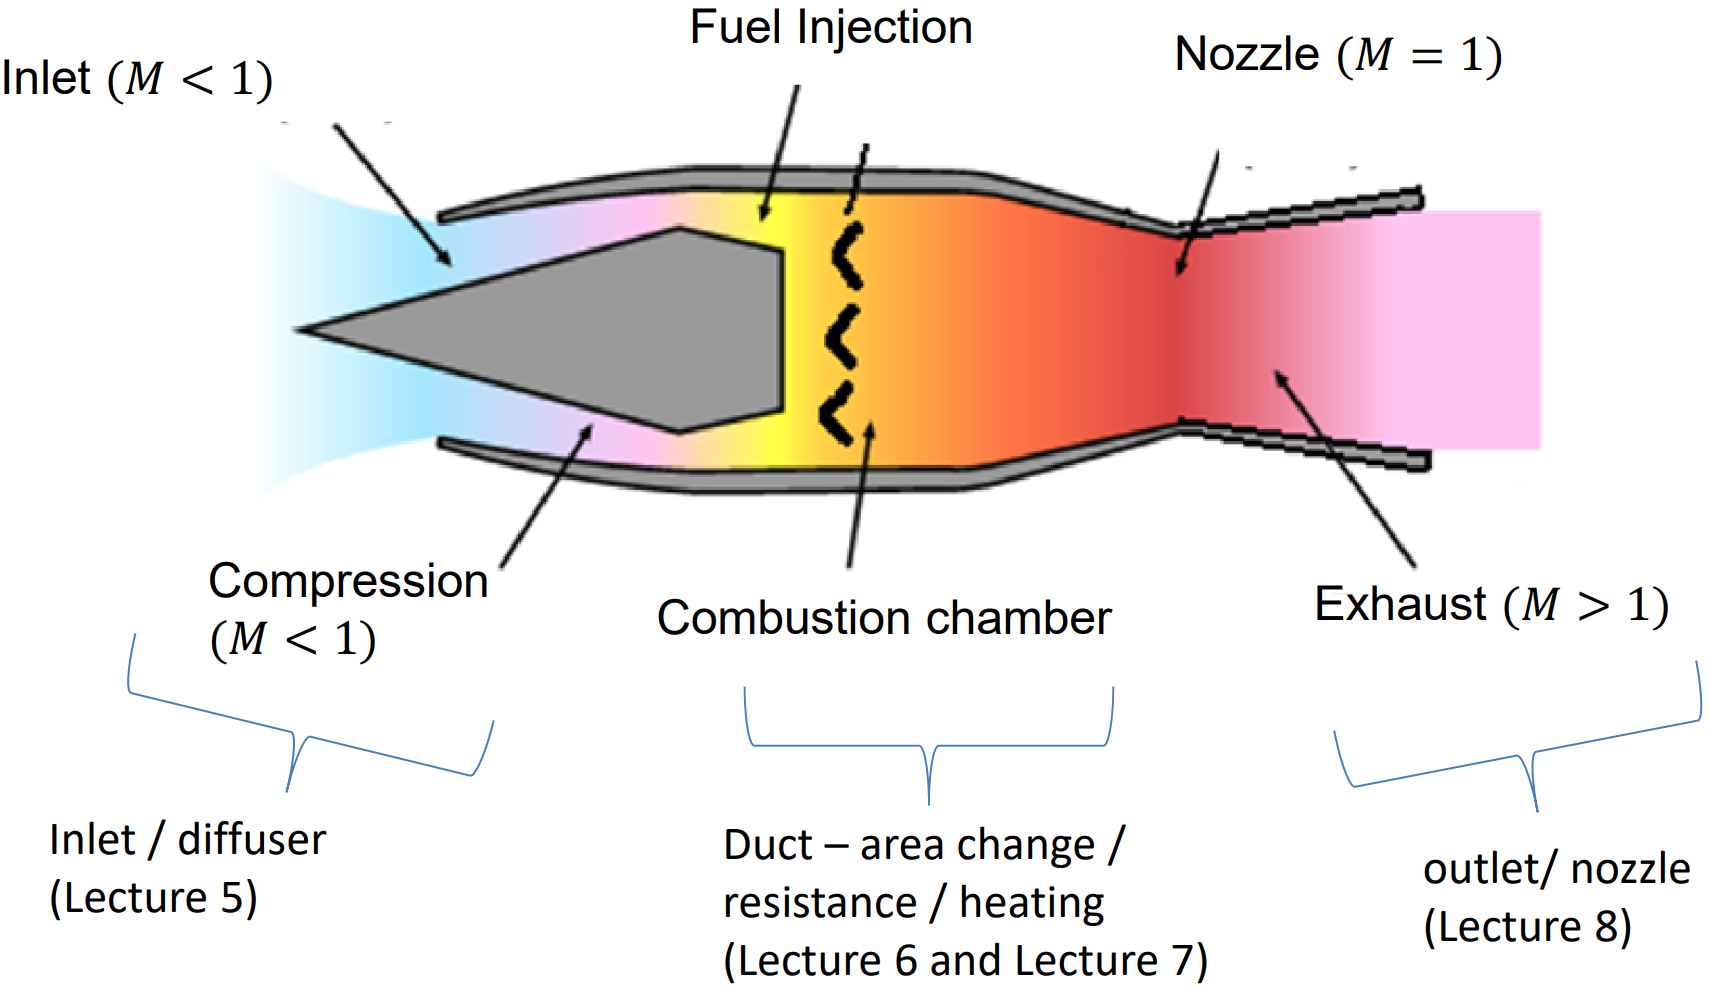 Fuel Injection
Nozzle (𝑀 = 1)
Inlet (𝑀 < 1)
Compression
(𝑀 < 1)
Combustion chamber
Exhaust (𝑀 > 1)
Inlet / diffuser
(Lecture 5)
Duct – area change /
resistance / heating
(Lecture 6 and Lecture 7)
outlet/ nozzle
(Lecture 8)